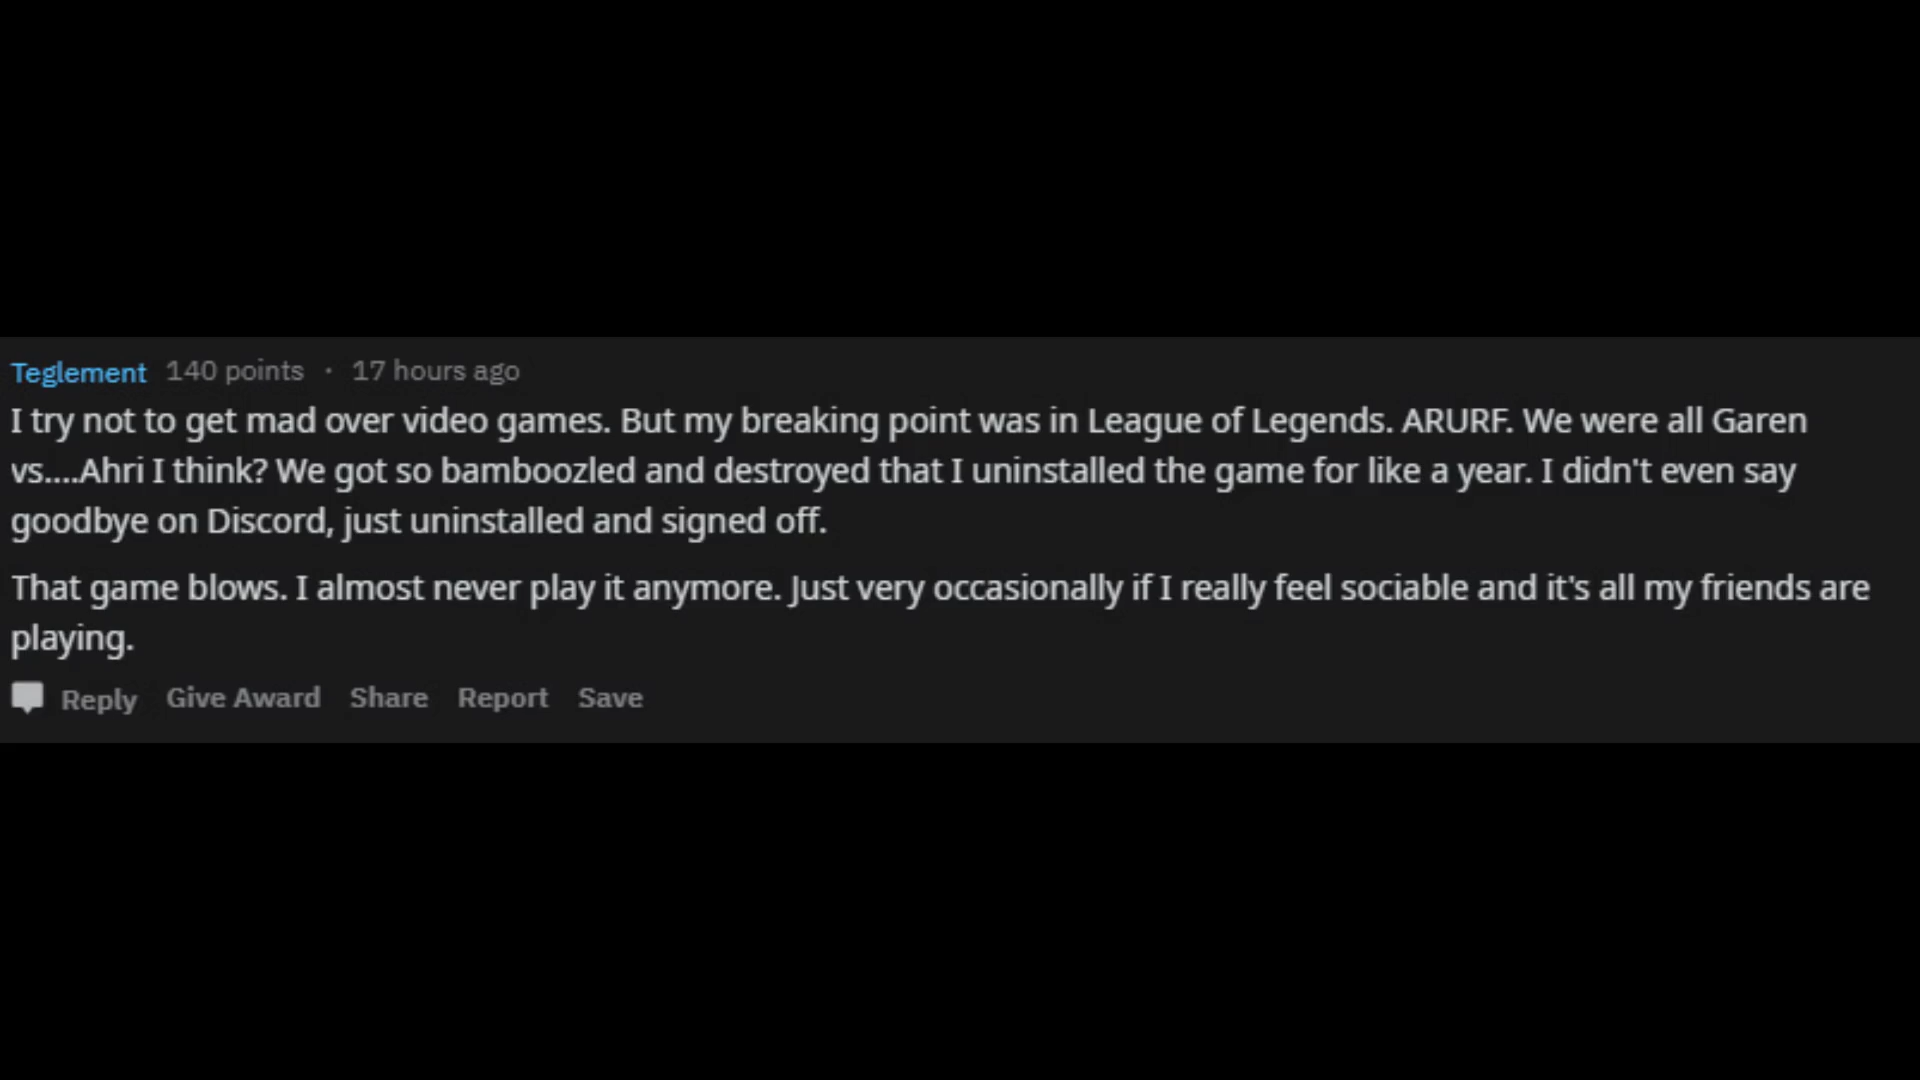 Teglement 140 points · 17 hours ago
I try not to get mad over video games. But my breaking point was in League of Legends. ARURF. We were all Garen
vs....Ahri I think? We got so bamboozled and destroyed that I uninstalled the game for like a year. I didn't even say
goodbye on Discord, just uninstalled and signed off.
That game blows. I almost never play it anymore. Just very occasionally if I really feel sociable and it's all my friends are
playing.
Reply Give Award Share Report Save